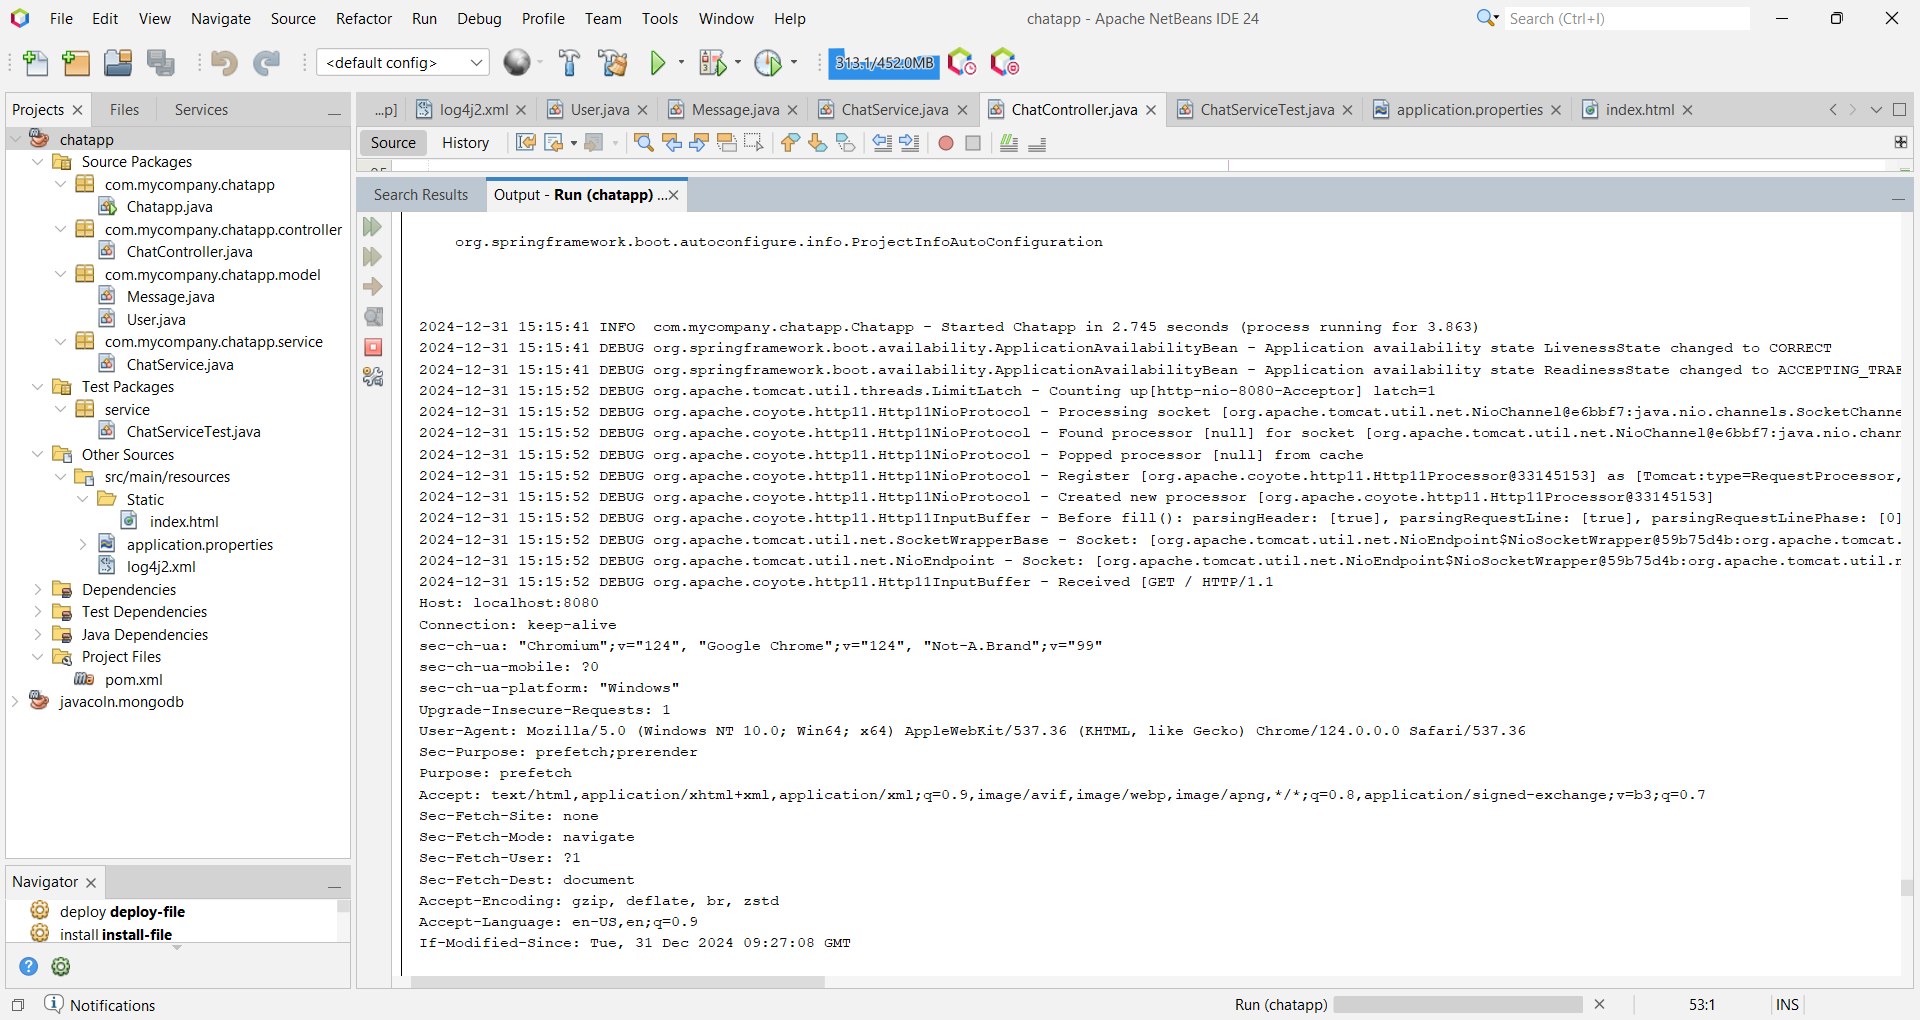 File Edit View Navigate Source Refactor Run Debug Profile Team Tools Window Help
chatapp - Apache NetBeans IDE 24
Search (Ctrl+I)
<default config>
313.1/452.0MB
Projects Files Services
...p] log4j2.xml User.java Message.java ChatService.java ChatController.java ChatServiceTest.java application.properties index.html
Source History
chatapp
Source Packages
com.mycompany.chatapp
Chatapp.java
com.mycompany.chatapp.controller
ChatController.java
com.mycompany.chatapp.model
Message.java
User.java
com.mycompany.chatapp.service
ChatService.java
Test Packages
service
ChatServiceTest.java
Other Sources
src/main/resources
Static
index.html
application.properties
log4j2.xml
Dependencies
Test Dependencies
Java Dependencies
Project Files
pom.xml
javacoln.mongodb
Navigator
deploy deploy-file
install install-file
Search Results Output - Run (chatapp) ...
org.springframework.boot.autoconfigure.info.ProjectInfoAutoConfiguration
2024-12-31 15:15:41 INFO  com.mycompany.chatapp.Chatapp - Started Chatapp in 2.745 seconds (process running for 3.863)
2024-12-31 15:15:41 DEBUG org.springframework.boot.availability.ApplicationAvailabilityBean - Application availability state LivenessState changed to CORRECT
2024-12-31 15:15:41 DEBUG org.springframework.boot.availability.ApplicationAvailabilityBean - Application availability state ReadinessState changed to ACCEPTING_TRAF
2024-12-31 15:15:52 DEBUG org.apache.tomcat.util.threads.LimitLatch - Counting up[http-nio-8080-Acceptor] latch=1
2024-12-31 15:15:52 DEBUG org.apache.coyote.http11.Http11NioProtocol - Processing socket [org.apache.tomcat.util.net.NioChannel@e6bbf7:java.nio.channels.SocketChanne
2024-12-31 15:15:52 DEBUG org.apache.coyote.http11.Http11NioProtocol - Found processor [null] for socket [org.apache.tomcat.util.net.NioChannel@e6bbf7:java.nio.chann
2024-12-31 15:15:52 DEBUG org.apache.coyote.http11.Http11NioProtocol - Popped processor [null] from cache
2024-12-31 15:15:52 DEBUG org.apache.coyote.http11.Http11NioProtocol - Register [org.apache.coyote.http11.Http11Processor@33145153] as [Tomcat:type=RequestProcessor,
2024-12-31 15:15:52 DEBUG org.apache.coyote.http11.Http11NioProtocol - Created new processor [org.apache.coyote.http11.Http11Processor@33145153]
2024-12-31 15:15:52 DEBUG org.apache.coyote.http11.Http11InputBuffer - Before fill(): parsingHeader: [true], parsingRequestLine: [true], parsingRequestLinePhase: [0]
2024-12-31 15:15:52 DEBUG org.apache.tomcat.util.net.SocketWrapperBase - Socket: [org.apache.tomcat.util.net.NioEndpoint$NioSocketWrapper@59b75d4b:org.apache.tomcat.
2024-12-31 15:15:52 DEBUG org.apache.tomcat.util.net.NioEndpoint - Socket: [org.apache.tomcat.util.net.NioEndpoint$NioSocketWrapper@59b75d4b:org.apache.tomcat.util.n
2024-12-31 15:15:52 DEBUG org.apache.coyote.http11.Http11InputBuffer - Received [GET / HTTP/1.1
Host: localhost:8080
Connection: keep-alive
sec-ch-ua: "Chromium";v="124", "Google Chrome";v="124", "Not-A.Brand";v="99"
sec-ch-ua-mobile: ?0
sec-ch-ua-platform: "Windows"
Upgrade-Insecure-Requests: 1
User-Agent: Mozilla/5.0 (Windows NT 10.0; Win64; x64) AppleWebKit/537.36 (KHTML, like Gecko) Chrome/124.0.0.0 Safari/537.36
Sec-Purpose: prefetch;prerender
Purpose: prefetch
Accept: text/html,application/xhtml+xml,application/xml;q=0.9,image/avif,image/webp,image/apng,*/*;q=0.8,application/signed-exchange;v=b3;q=0.7
Sec-Fetch-Site: none
Sec-Fetch-Mode: navigate
Sec-Fetch-User: ?1
Sec-Fetch-Dest: document
Accept-Encoding: gzip, deflate, br, zstd
Accept-Language: en-US,en;q=0.9
If-Modified-Since: Tue, 31 Dec 2024 09:27:08 GMT
Notifications
Run (chatapp)
53:1
INS